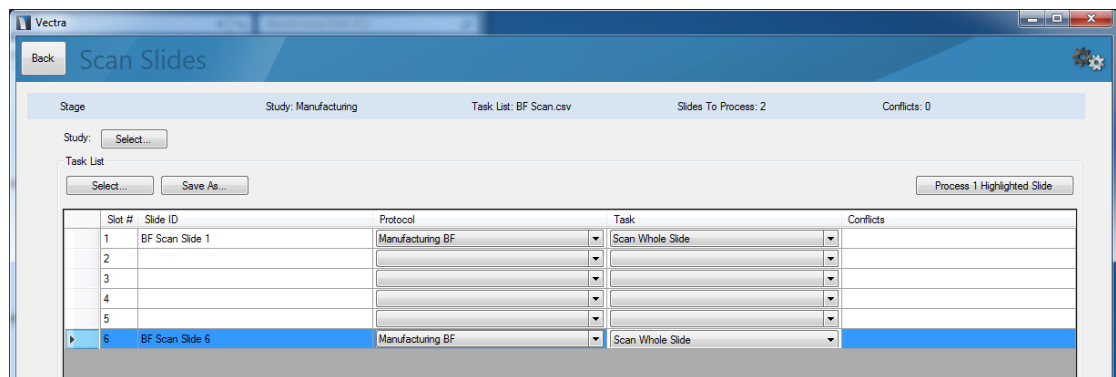 Vectra
Back Scan Slides
Stage Study: Manufacturing Task List: BF Scan.csv Slides To Process: 2 Conflicts: 0
Study: Select...
Task List
Select... Save As... Process 1 Highlighted Slide
Slot # Slide ID Protocol Task Conflicts
1 BF Scan Slide 1 Manufacturing BF Scan Whole Slide
2
3
4
5
6 BF Scan Slide 6 Manufacturing BF Scan Whole Slide